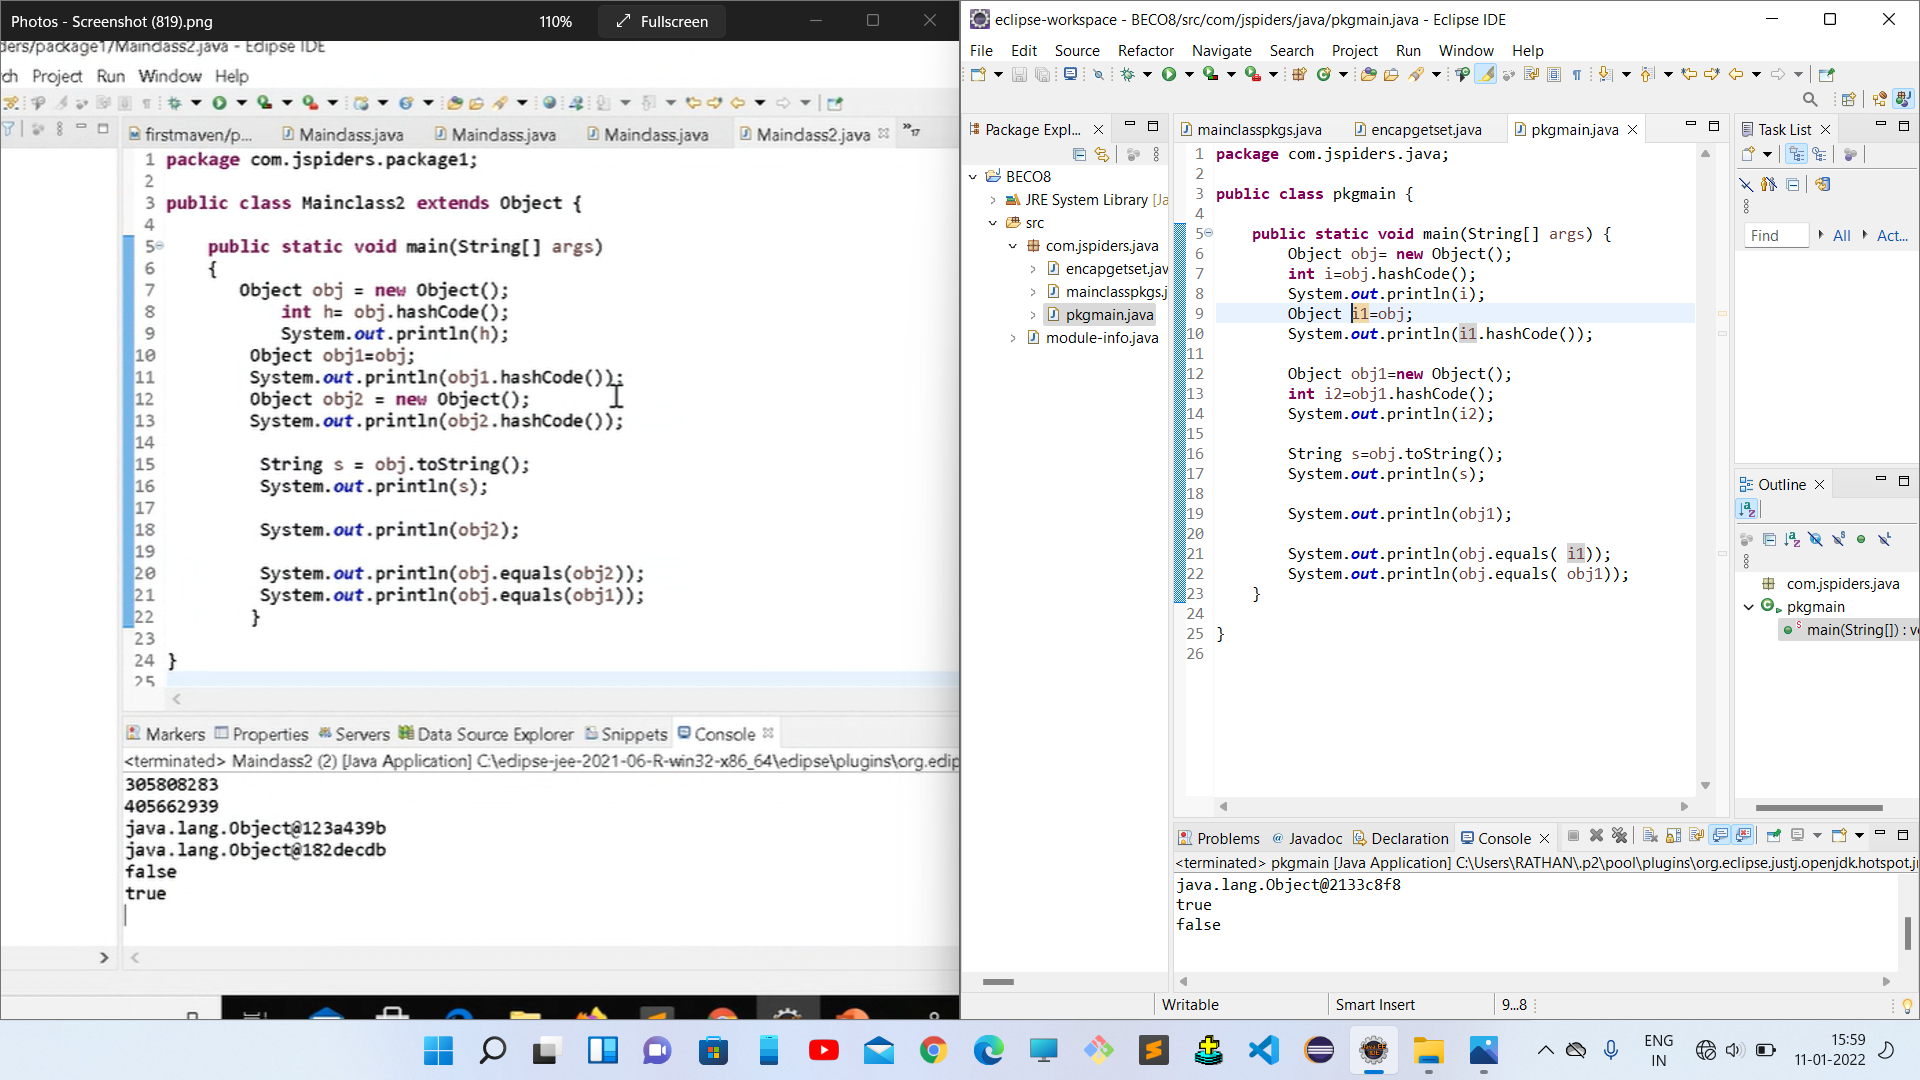 Photos - Screenshot (819).png
110%
Fullscreen
ders/package1/Mainclass2.java - Eclipse IDE
ch Project Run Window Help
firstmaven/p...
Mainclass.java
Mainclass.java
Mainclass.java
Mainclass2.java
»17
1 package com.jspiders.package1;
2
3 public class Mainclass2 extends Object {
4
5 public static void main(String[] args)
6 {
7 Object obj = new Object();
8 int h= obj.hashCode();
9 System.out.println(h);
10 Object obj1=obj;
11 System.out.println(obj1.hashCode());
12 Object obj2 = new Object();
13 System.out.println(obj2.hashCode());
14
15 String s = obj.toString();
16 System.out.println(s);
17
18 System.out.println(obj2);
19
20 System.out.println(obj.equals(obj2));
21 System.out.println(obj.equals(obj1));
22 }
23
24 }
25
Markers Properties Servers Data Source Explorer Snippets Console
<terminated> Mainclass2 (2) [Java Application] C:\eclipse-jee-2021-06-R-win32-x86_64\eclipse\plugins\org.eclip
305808283
405662939
java.lang.Object@123a439b
java.lang.Object@182decdb
false
true
eclipse-workspace - BECO8/src/com/jspiders/java/pkgmain.java - Eclipse IDE
File Edit Source Refactor Navigate Search Project Run Window Help
Package Expl...
BECO8
JRE System Library [Ja
src
com.jspiders.java
encapgetset.jav
mainclasspkgs.j
pkgmain.java
module-info.java
mainclasspkgs.java
encapgetset.java
pkgmain.java
1 package com.jspiders.java;
2
3 public class pkgmain {
4
5 public static void main(String[] args) {
6 Object obj= new Object();
7 int i=obj.hashCode();
8 System.out.println(i);
9 Object i1=obj;
10 System.out.println(i1.hashCode());
11
12 Object obj1=new Object();
13 int i2=obj1.hashCode();
14 System.out.println(i2);
15
16 String s=obj.toString();
17 System.out.println(s);
18
19 System.out.println(obj1);
20
21 System.out.println(obj.equals( i1));
22 System.out.println(obj.equals( obj1));
23 }
24
25 }
26
Task List
Find
All
Act...
Outline
com.jspiders.java
pkgmain
main(String[]) : v
Problems Javadoc Declaration Console
<terminated> pkgmain [Java Application] C:\Users\RATHAN\.p2\pool\plugins\org.eclipse.justj.openjdk.hotspot.j
java.lang.Object@2133c8f8
true
false
Writable
Smart Insert
9...8
ENG
IN
15:59
11-01-2022